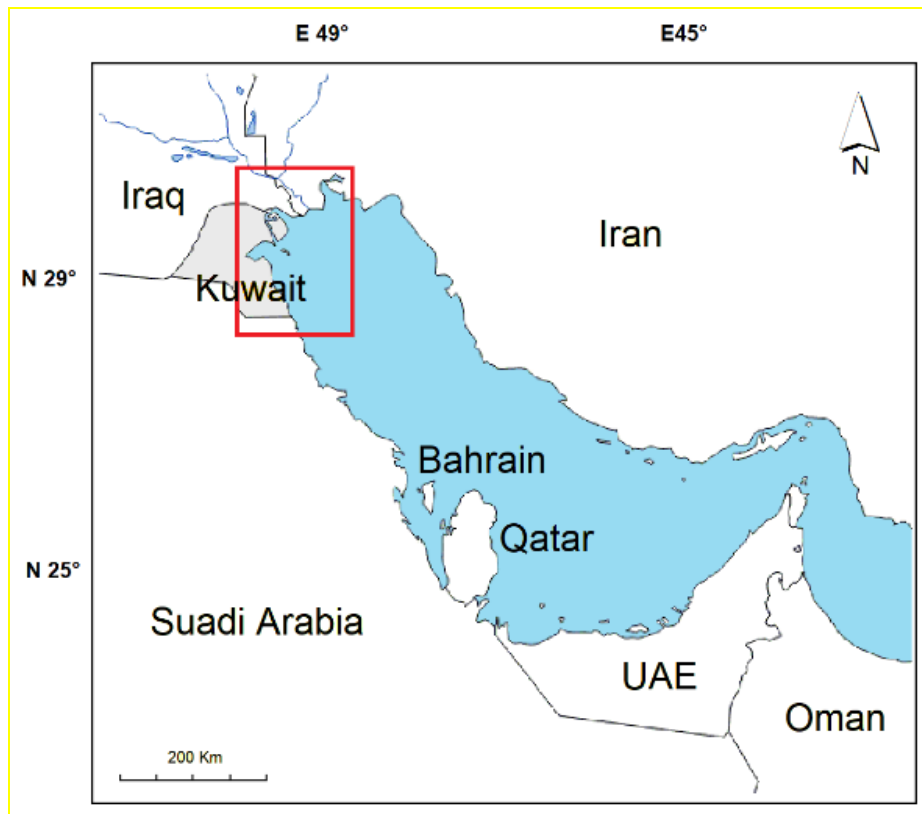 E 49°
E45°
N
Iraq
Iran
N 29°
Kuwait
Bahrain
Qatar
N 25°
Suadi Arabia
UAE
Oman
200 Km